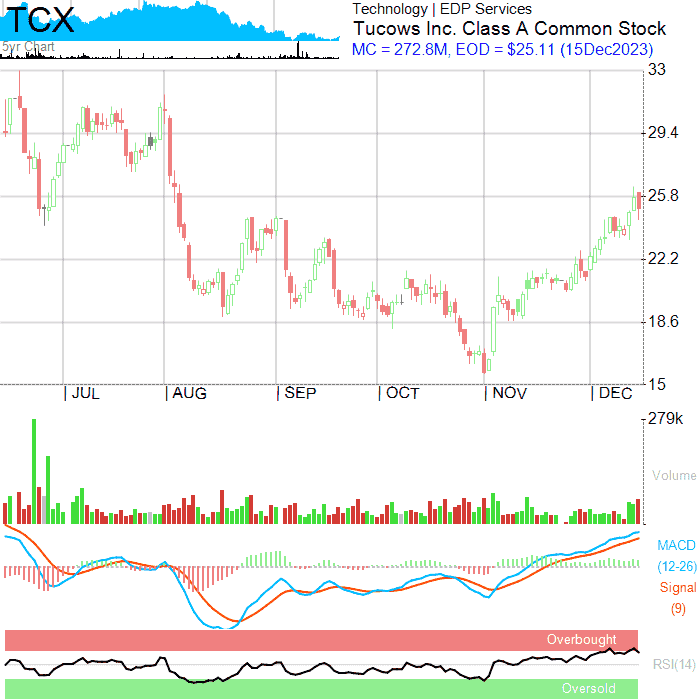 TCX
Technology | EDP Services
Tucows Inc. Class A Common Stock
5yr Chart
MC = 272.8M, EOD = $25.11 (15Dec2023)
33
29.4
25.8
22.2
18.6
15
JUL AUG SEP OCT NOV DEC
279k
Volume
MACD
(12-26)
Signal
(9)
Overbought
RSI(14)
Oversold